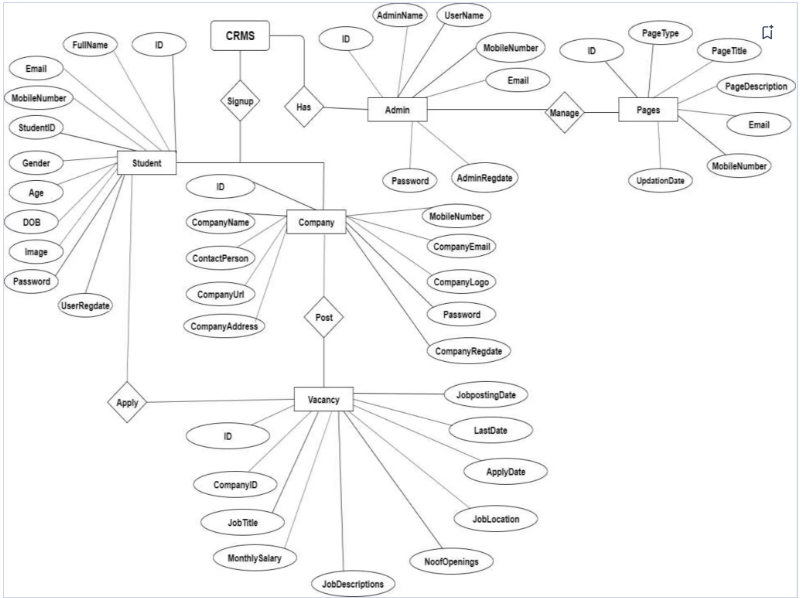 CRMS
Signup
Has
FullName
ID
Email
MobileNumber
StudentID
Gender
Age
DOB
Image
Password
UserRegdate
Student
AdminName
UserName
ID
MobileNumber
Email
Admin
Password
AdminRegdate
Manage
PageType
ID
PageTitle
PageDescription
Pages
Email
MobileNumber
UpdationDate
ID
CompanyName
ContactPerson
CompanyUrl
CompanyAddress
Company
MobileNumber
CompanyEmail
CompanyLogo
Password
CompanyRegdate
Post
Apply
Vacancy
ID
CompanyID
JobTitle
MonthlySalary
JobDescriptions
NoofOpenings
JobLocation
ApplyDate
LastDate
JobpostingDate